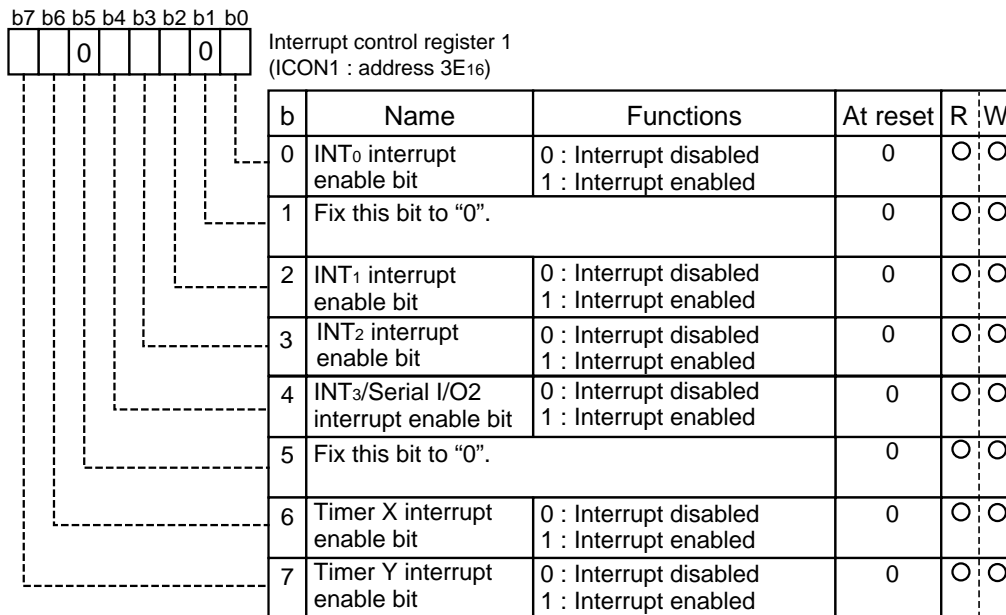 b7 b6 b5 b4 b3 b2 b1 b0
0 0
Interrupt control register 1
(ICON1 : address 3E16)
b Name Functions At reset R W
0 INT0 interrupt enable bit 0 : Interrupt disabled 0
1 : Interrupt enabled
1 Fix this bit to “0”. 0
2 INT1 interrupt enable bit 0 : Interrupt disabled 0
1 : Interrupt enabled
3 INT2 interrupt enable bit 0 : Interrupt disabled 0
1 : Interrupt enabled
4 INT3/Serial I/O2 interrupt enable bit 0 : Interrupt disabled 0
1 : Interrupt enabled
5 Fix this bit to “0”. 0
6 Timer X interrupt enable bit 0 : Interrupt disabled 0
1 : Interrupt enabled
7 Timer Y interrupt enable bit 0 : Interrupt disabled 0
1 : Interrupt enabled